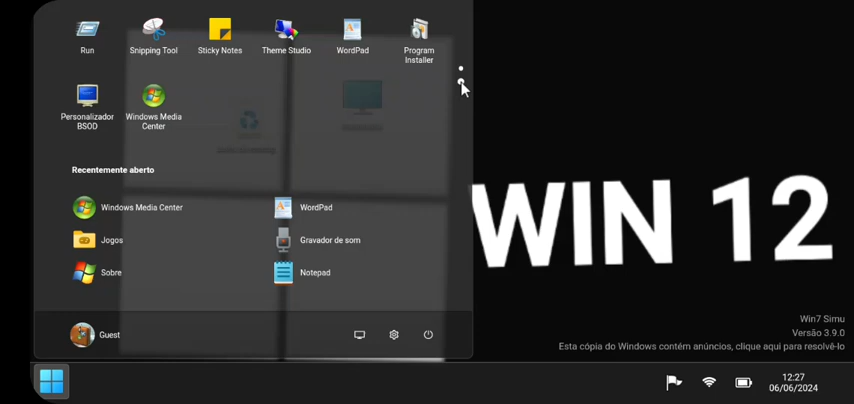 Run
Snipping Tool
Sticky Notes
Theme Studio
WordPad
Program
Installer
Personalizador
BSOD
Windows Media
Center
Recentemente aberto
Windows Media Center
WordPad
Jogos
Gravador de som
Sobre
Notepad
Guest
WIN 12
Win7 Simu
Versão 3.9.0
Esta cópia do Windows contém anúncios, clique aqui para resolvê-lo
12:27
06/06/2024